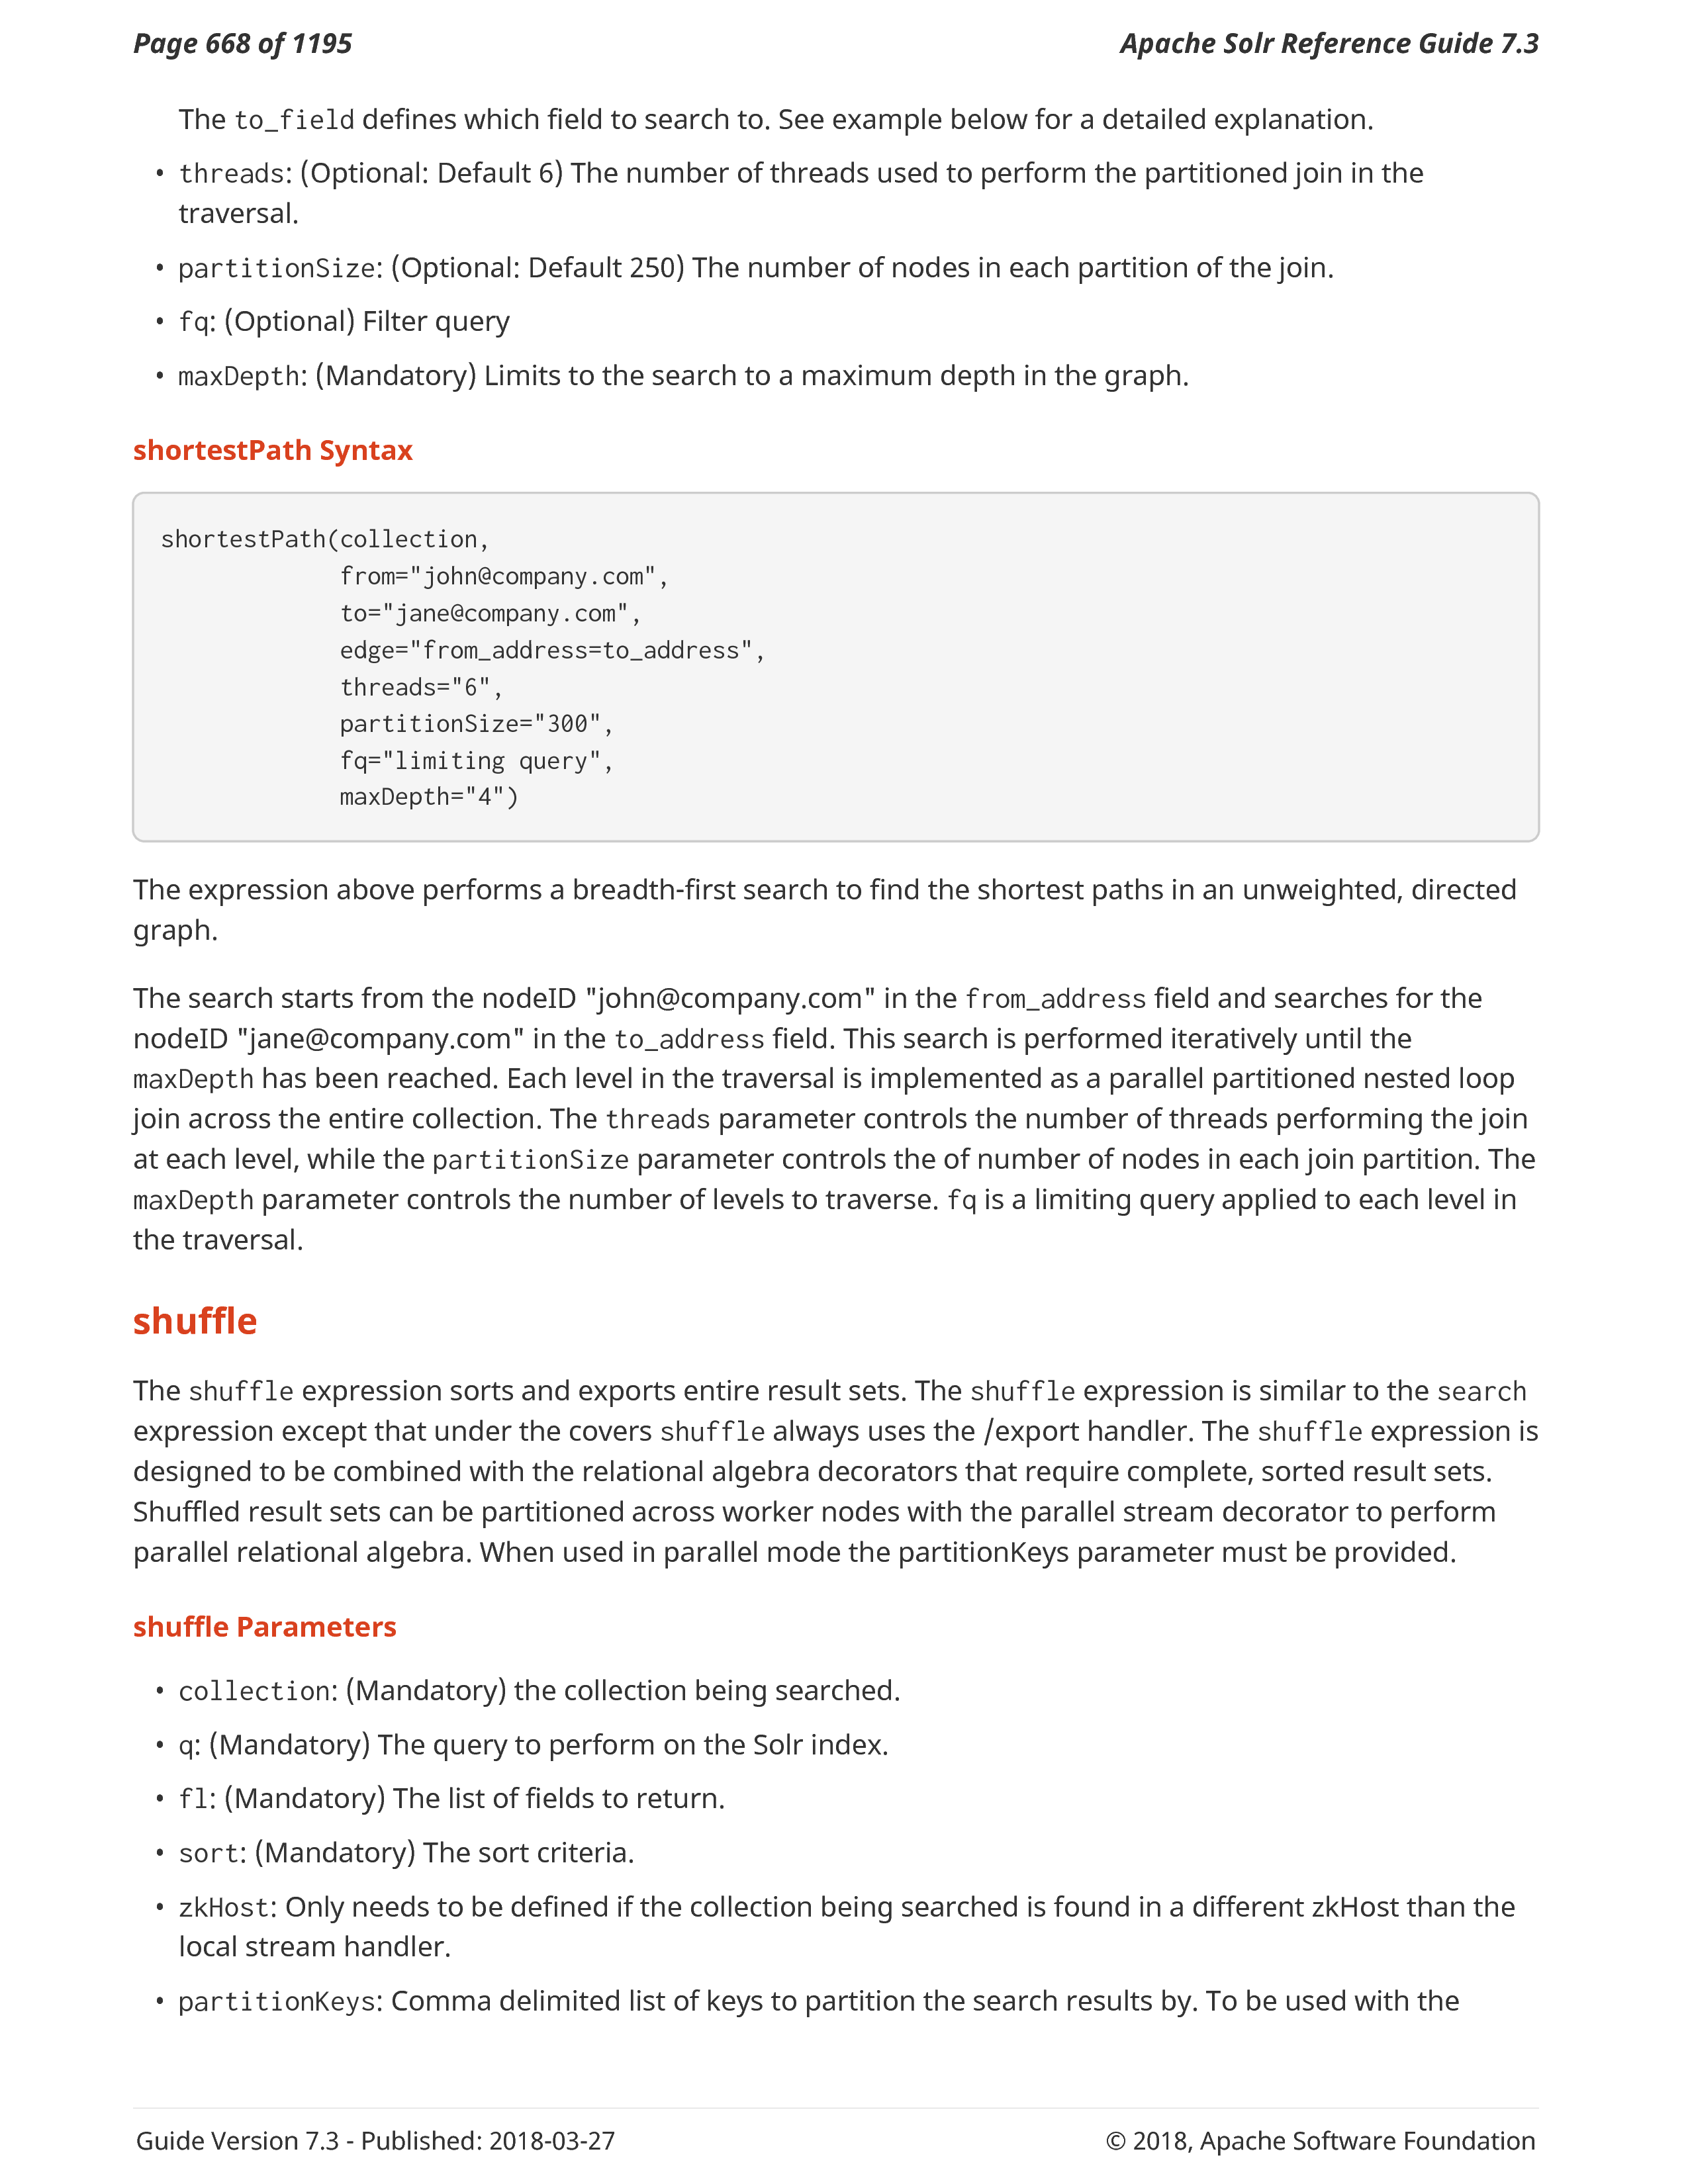 Page 668 of 1195
Apache Solr Reference Guide 7.3
The to_field defines which field to search to. See example below for a detailed explanation.
• threads: (Optional: Default 6) The number of threads used to perform the partitioned join in the
traversal.
• partitionSize: (Optional: Default 250) The number of nodes in each partition of the join.
• fq: (Optional) Filter query
• maxDepth: (Mandatory) Limits to the search to a maximum depth in the graph.
shortestPath Syntax
shortestPath(collection,
from="john@company.com",
to="jane@company.com",
edge="from_address=to_address",
threads="6",
partitionSize="300",
fq="limiting query",
maxDepth="4")
The expression above performs a breadth-first search to find the shortest paths in an unweighted, directed
graph.
The search starts from the nodeID "john@company.com" in the from_address field and searches for the
nodeID "jane@company.com" in the to_address field. This search is performed iteratively until the
maxDepth has been reached. Each level in the traversal is implemented as a parallel partitioned nested loop
join across the entire collection. The threads parameter controls the number of threads performing the join
at each level, while the partitionSize parameter controls the of number of nodes in each join partition. The
maxDepth parameter controls the number of levels to traverse. fq is a limiting query applied to each level in
the traversal.
shuffle
The shuffle expression sorts and exports entire result sets. The shuffle expression is similar to the search
expression except that under the covers shuffle always uses the /export handler. The shuffle expression is
designed to be combined with the relational algebra decorators that require complete, sorted result sets.
Shuffled result sets can be partitioned across worker nodes with the parallel stream decorator to perform
parallel relational algebra. When used in parallel mode the partitionKeys parameter must be provided.
shuffle Parameters
• collection: (Mandatory) the collection being searched.
• q: (Mandatory) The query to perform on the Solr index.
• fl: (Mandatory) The list of fields to return.
• sort: (Mandatory) The sort criteria.
• zkHost: Only needs to be defined if the collection being searched is found in a different zkHost than the
local stream handler.
• partitionKeys: Comma delimited list of keys to partition the search results by. To be used with the
Guide Version 7.3 - Published: 2018-03-27
© 2018, Apache Software Foundation